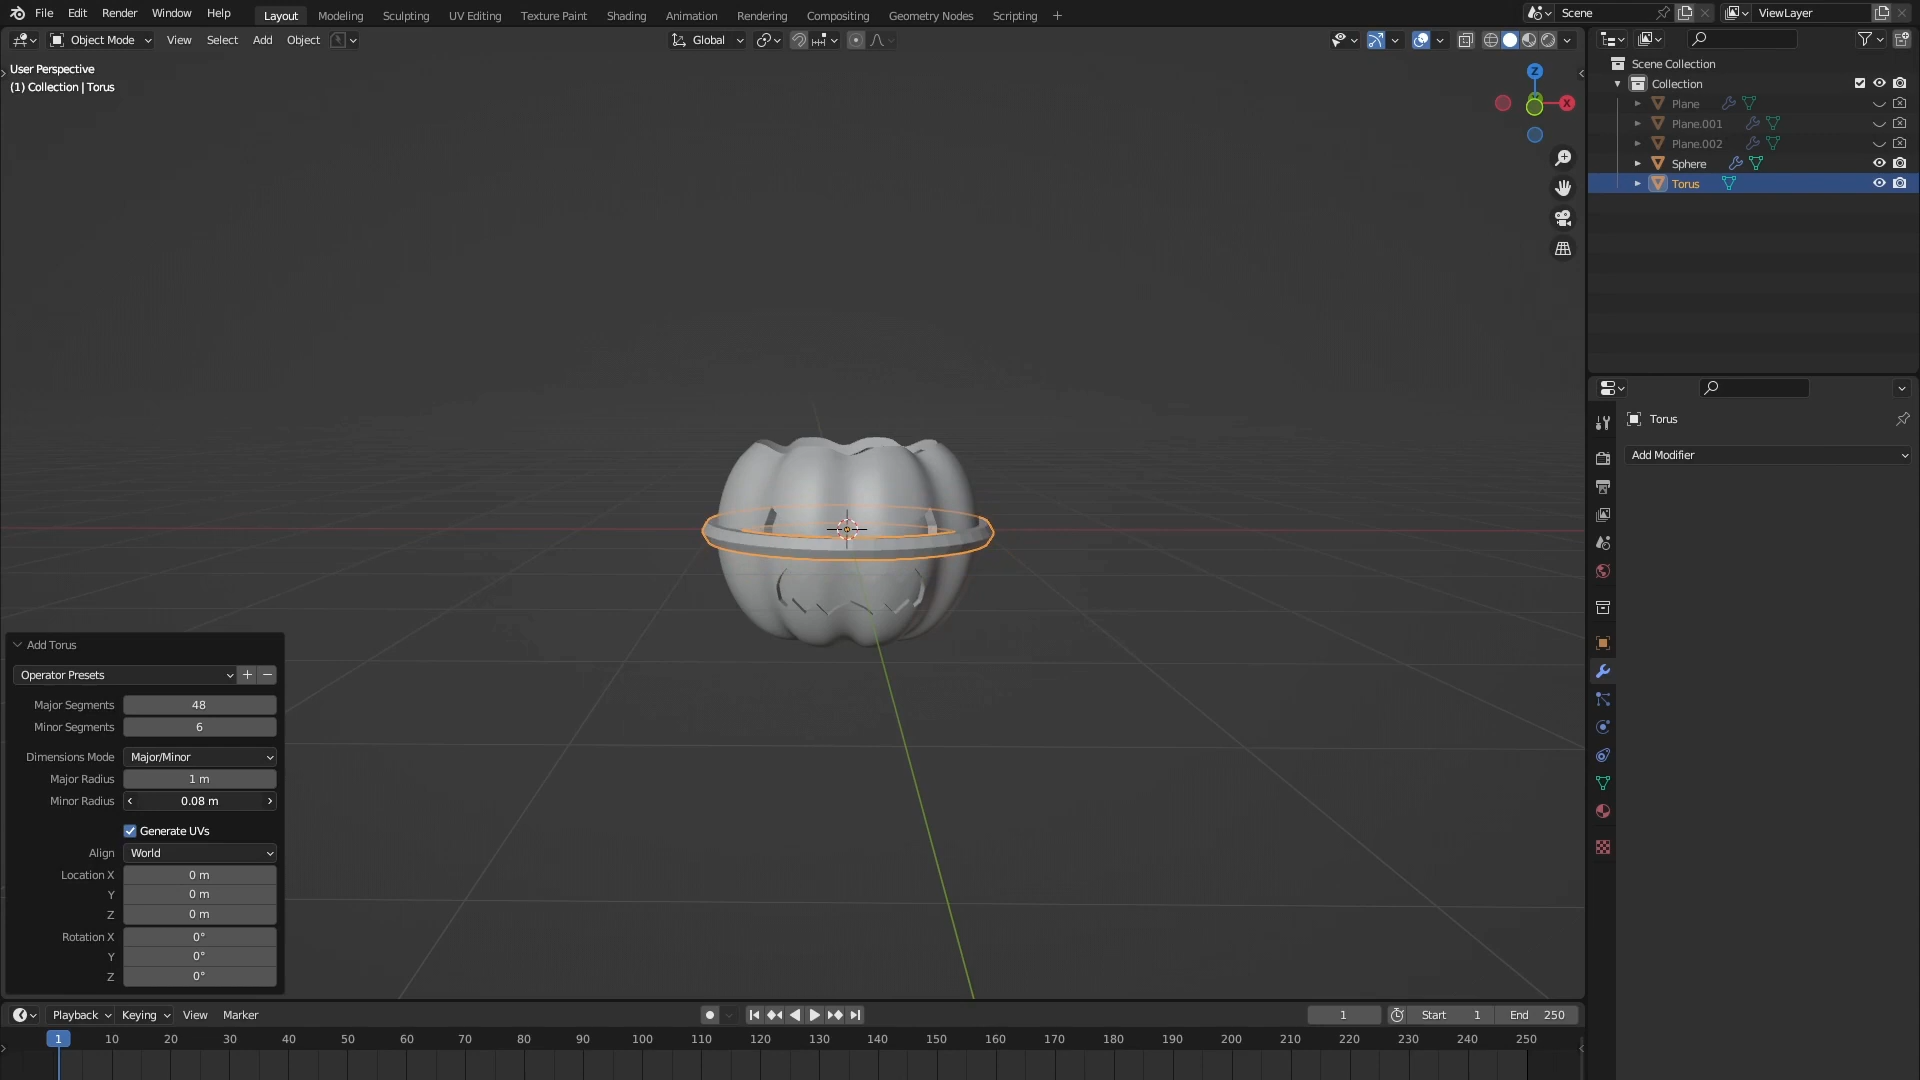 File Edit Render Window Help Layout Modeling Sculpting UV Editing Texture Paint Shading Animation Rendering Compositing Geometry Nodes Scripting + Scene ViewLayer
Object Mode View Select Add Object Global
User Perspective
(1) Collection | Torus
Z
X
Scene Collection
Collection
Plane
Plane.001
Plane.002
Sphere
Torus
Torus
Add Modifier
Add Torus
Operator Presets + −
Major Segments 48
Minor Segments 6
Dimensions Mode Major/Minor
Major Radius 1 m
Minor Radius 0.08 m
Generate UVs
Align World
Location X 0 m
Y 0 m
Z 0 m
Rotation X 0°
Y 0°
Z 0°
Playback Keying View Marker 1 Start 1 End 250
1 10 20 30 40 50 60 70 80 90 100 110 120 130 140 150 160 170 180 190 200 210 220 230 240 250